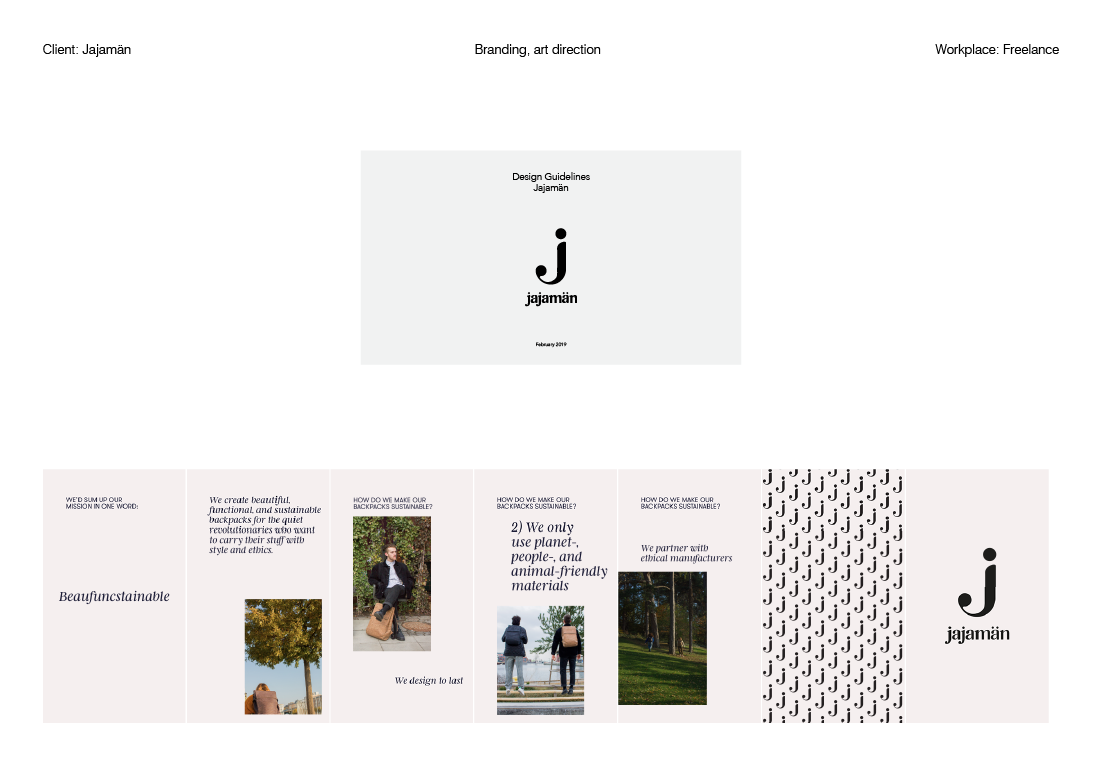 Client: Jajamän
Branding, art direction
Workplace: Freelance
Design Guidelines
Jajamän
j
jajamän
February 2019
WE'D SUM UP OUR
MISSION IN ONE WORD:
Beaufuncstainable
We create beautiful,
functional, and sustainable
backpacks for the quiet
revolutionaries who want
to carry their stuff with
style and ethics.
HOW DO WE MAKE OUR
BACKPACKS SUSTAINABLE?
We design to last
HOW DO WE MAKE OUR
BACKPACKS SUSTAINABLE?
2) We only
use planet-,
people-, and
animal-friendly
materials
HOW DO WE MAKE OUR
BACKPACKS SUSTAINABLE?
We partner with
ethical manufacturers
j
jajamän